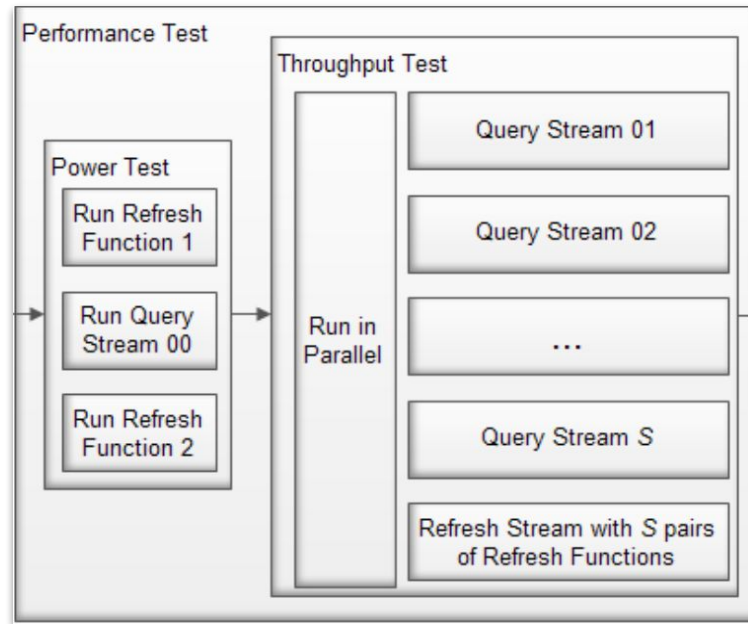 Performance Test
Throughput Test
Power Test
Run Refresh
Function 1
Run Query
Stream 00
Run Refresh
Function 2
Run in
Parallel
Query Stream 01
Query Stream 02
...
Query Stream S
Refresh Stream with S pairs
of Refresh Functions